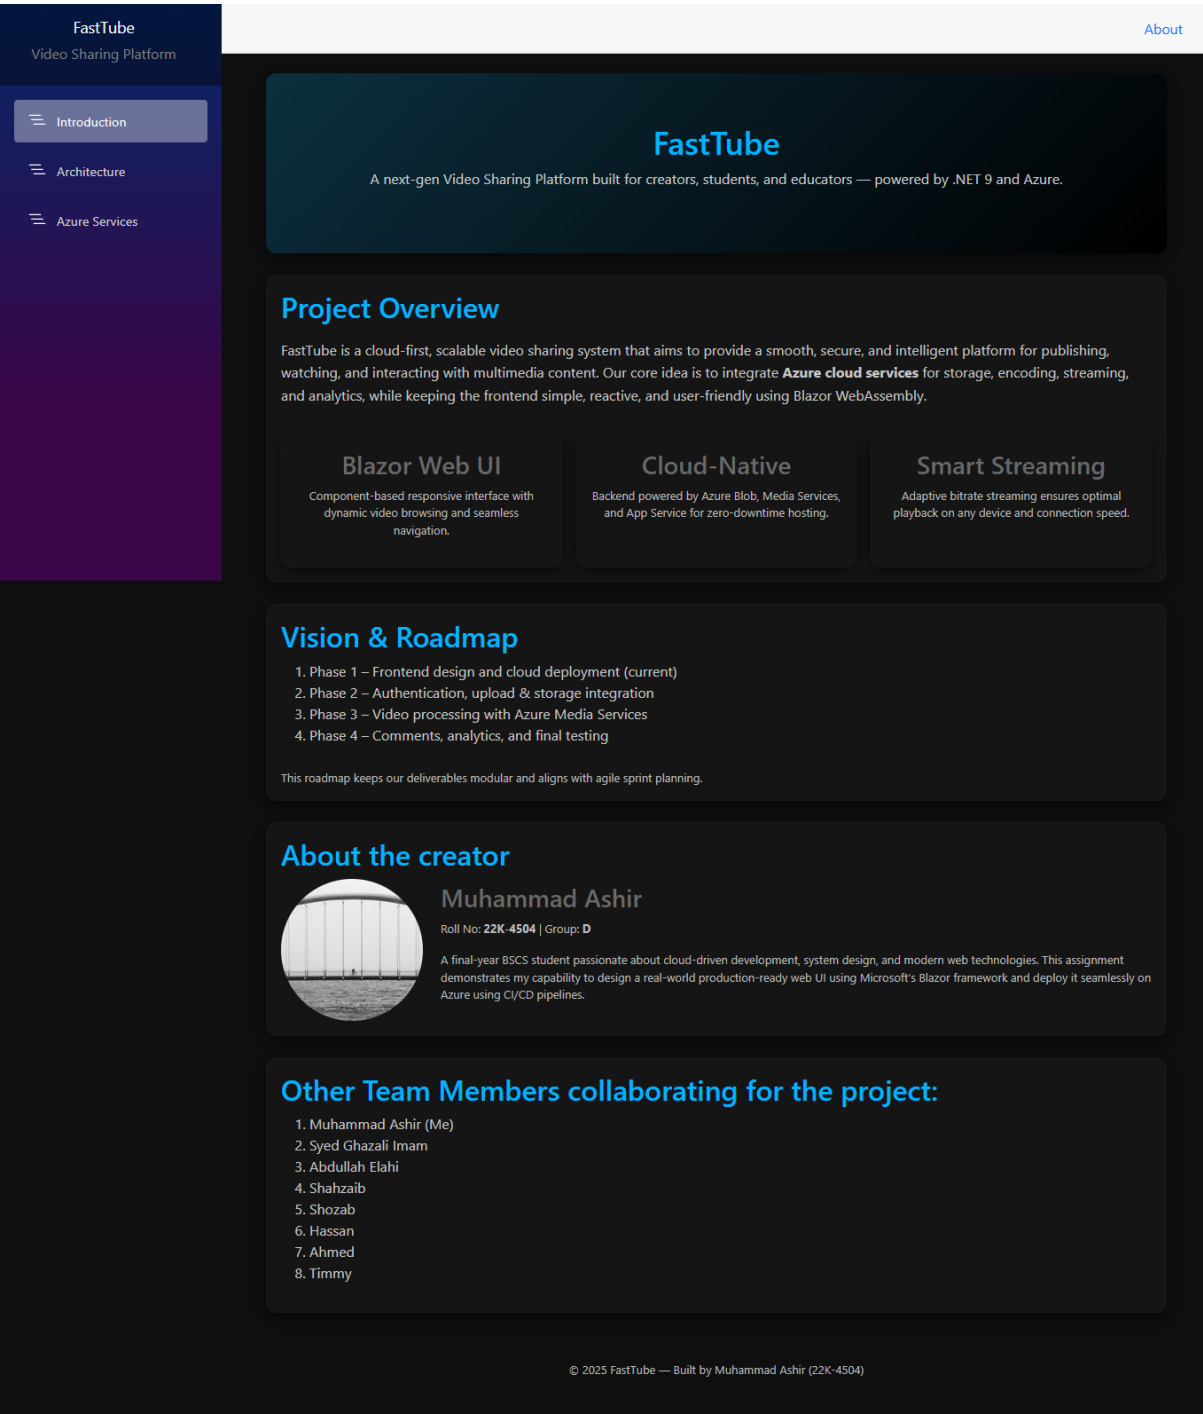 FastTube
Video Sharing Platform
Introduction
Architecture
Azure Services
About
FastTube
A next-gen Video Sharing Platform built for creators, students, and educators — powered by .NET 9 and Azure.
Project Overview
FastTube is a cloud-first, scalable video sharing system that aims to provide a smooth, secure, and intelligent platform for publishing,
watching, and interacting with multimedia content. Our core idea is to integrate Azure cloud services for storage, encoding, streaming,
and analytics, while keeping the frontend simple, reactive, and user-friendly using Blazor WebAssembly.
Blazor Web UI
Component-based responsive interface with
dynamic video browsing and seamless
navigation.
Cloud-Native
Backend powered by Azure Blob, Media Services,
and App Service for zero-downtime hosting.
Smart Streaming
Adaptive bitrate streaming ensures optimal
playback on any device and connection speed.
Vision & Roadmap
1. Phase 1 – Frontend design and cloud deployment (current)
2. Phase 2 – Authentication, upload & storage integration
3. Phase 3 – Video processing with Azure Media Services
4. Phase 4 – Comments, analytics, and final testing
This roadmap keeps our deliverables modular and aligns with agile sprint planning.
About the creator
Muhammad Ashir
Roll No: 22K-4504 | Group: D
A final-year BSCS student passionate about cloud-driven development, system design, and modern web technologies. This assignment
demonstrates my capability to design a real-world production-ready web UI using Microsoft's Blazor framework and deploy it seamlessly on
Azure using CI/CD pipelines.
Other Team Members collaborating for the project:
1. Muhammad Ashir (Me)
2. Syed Ghazali Imam
3. Abdullah Elahi
4. Shahzaib
5. Shozab
6. Hassan
7. Ahmed
8. Timmy
© 2025 FastTube — Built by Muhammad Ashir (22K-4504)